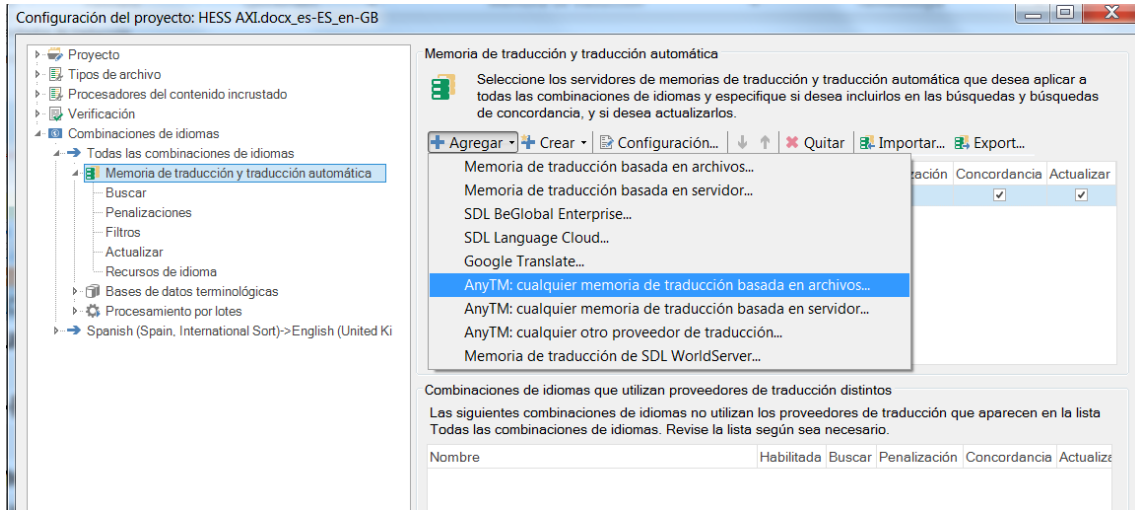 Configuración del proyecto: HESS AXI.docx_es-ES_en-GB
Proyecto
Tipos de archivo
Procesadores del contenido incrustado
Verificación
Combinaciones de idiomas
Todas las combinaciones de idiomas
Memoria de traducción y traducción automática
Buscar
Penalizaciones
Filtros
Actualizar
Recursos de idioma
Bases de datos terminológicas
Procesamiento por lotes
Spanish (Spain, International Sort)->English (United Ki
Memoria de traducción y traducción automática
Seleccione los servidores de memorias de traducción y traducción automática que desea aplicar a
todas las combinaciones de idiomas y especifique si desea incluirlos en las búsquedas y búsquedas
de concordancia, y si desea actualizarlos.
Agregar Crear Configuración... Quitar Importar... Export...
Memoria de traducción basada en archivos...
Memoria de traducción basada en servidor...
SDL BeGlobal Enterprise...
SDL Language Cloud...
Google Translate...
AnyTM: cualquier memoria de traducción basada en archivos...
AnyTM: cualquier memoria de traducción basada en servidor...
AnyTM: cualquier otro proveedor de traducción...
Memoria de traducción de SDL WorldServer...
zación Concordancia Actualizar
Combinaciones de idiomas que utilizan proveedores de traducción distintos
Las siguientes combinaciones de idiomas no utilizan los proveedores de traducción que aparecen en la lista
Todas las combinaciones de idiomas. Revise la lista según sea necesario.
Nombre Habilitada Buscar Penalización Concordancia Actualiza